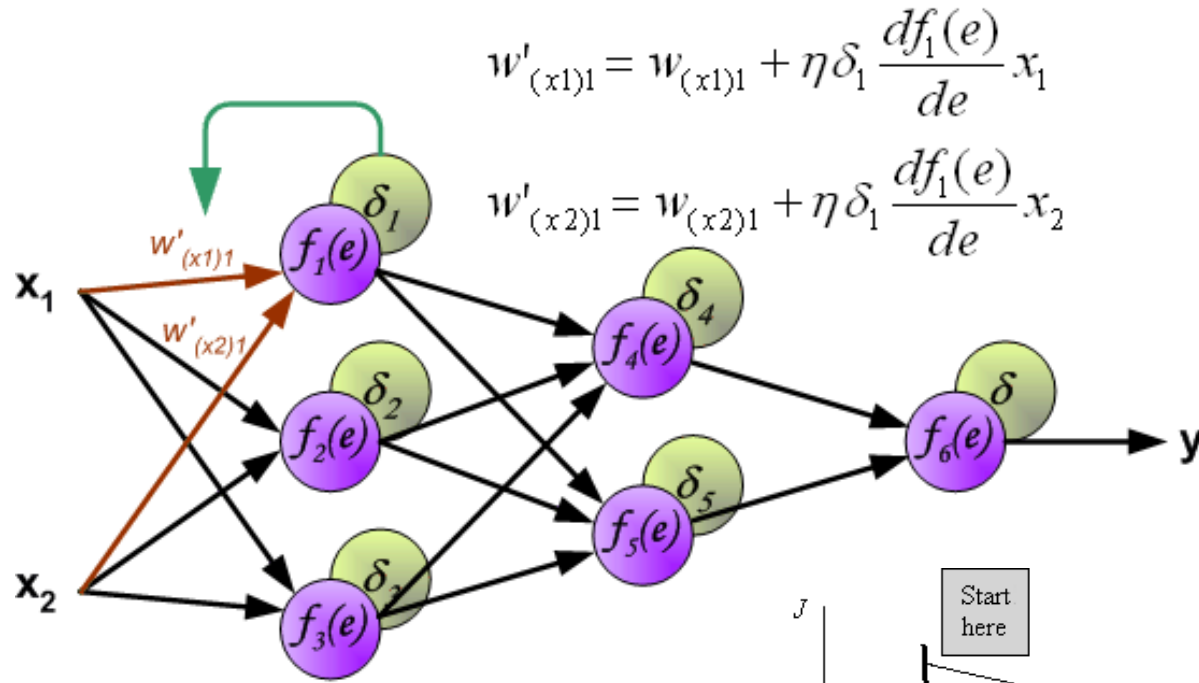 w'₍ₓ₁₎₁ = w₍ₓ₁₎₁ + ηδ₁ df₁(e)/de x₁
w'₍ₓ₂₎₁ = w₍ₓ₂₎₁ + ηδ₁ df₁(e)/de x₂
δ₁
f₁(e)
w'₍ₓ₁₎₁
x₁
w'₍ₓ₂₎₁
δ₄
f₄(e)
δ₂
f₂(e)
δ
f₆(e)
y
δ₅
f₅(e)
x₂
δ₃
f₃(e)
J
Start
here